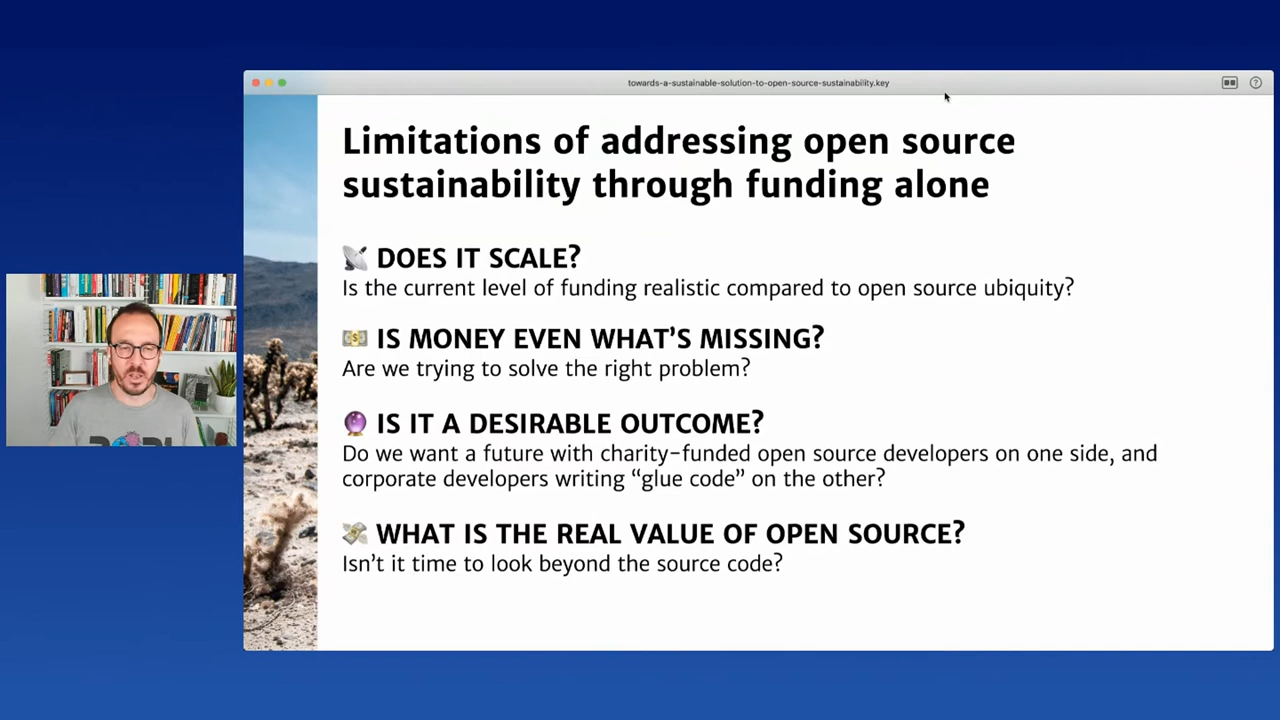 towards-a-sustainable-solution-to-open-source-sustainability.key
Limitations of addressing open source
sustainability through funding alone
DOES IT SCALE?
Is the current level of funding realistic compared to open source ubiquity?
IS MONEY EVEN WHAT’S MISSING?
Are we trying to solve the right problem?
IS IT A DESIRABLE OUTCOME?
Do we want a future with charity-funded open source developers on one side, and
corporate developers writing “glue code” on the other?
WHAT IS THE REAL VALUE OF OPEN SOURCE?
Isn’t it time to look beyond the source code?